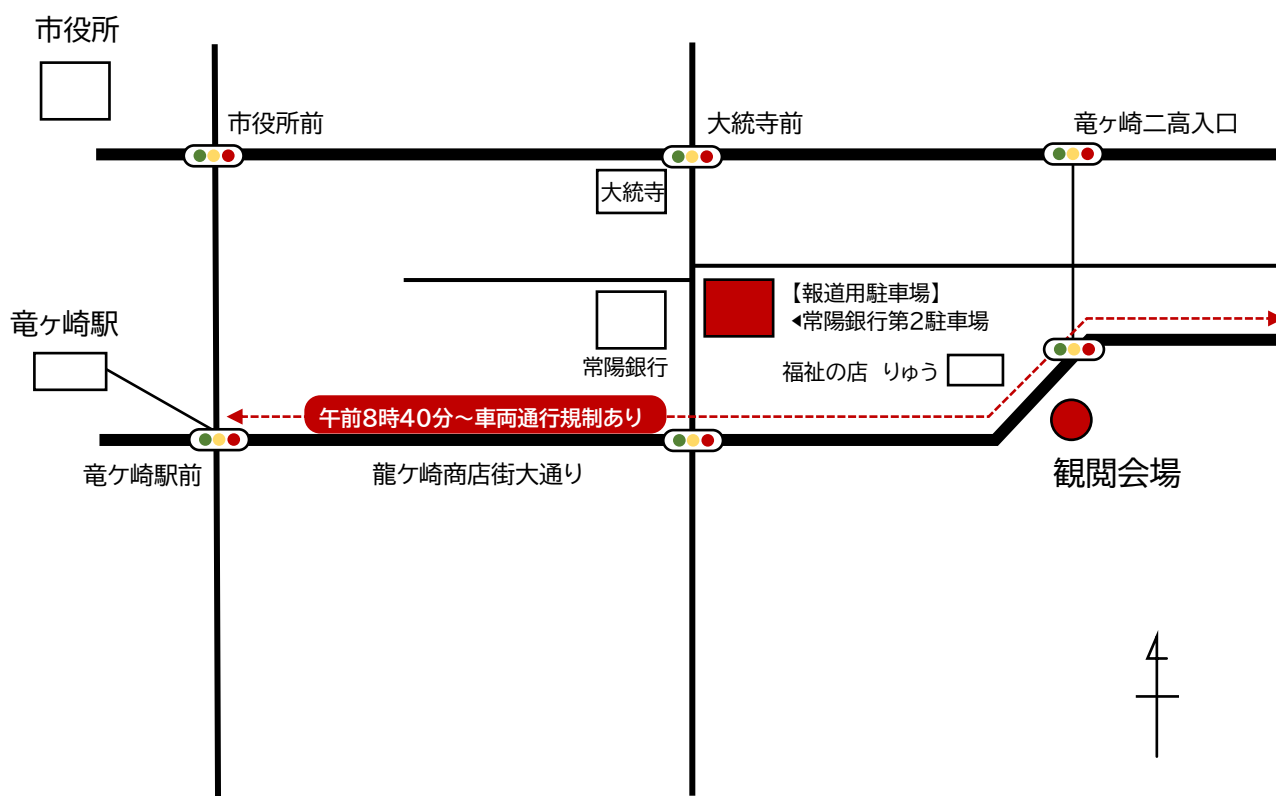 市役所
市役所前
大統寺前
竜ヶ崎二高入口
大統寺
【報道用駐車場】
◀常陽銀行第2駐車場
竜ヶ崎駅
常陽銀行
福祉の店　りゅう
午前8時40分～車両通行規制あり
竜ケ崎駅前
龍ケ崎商店街大通り
観閲会場